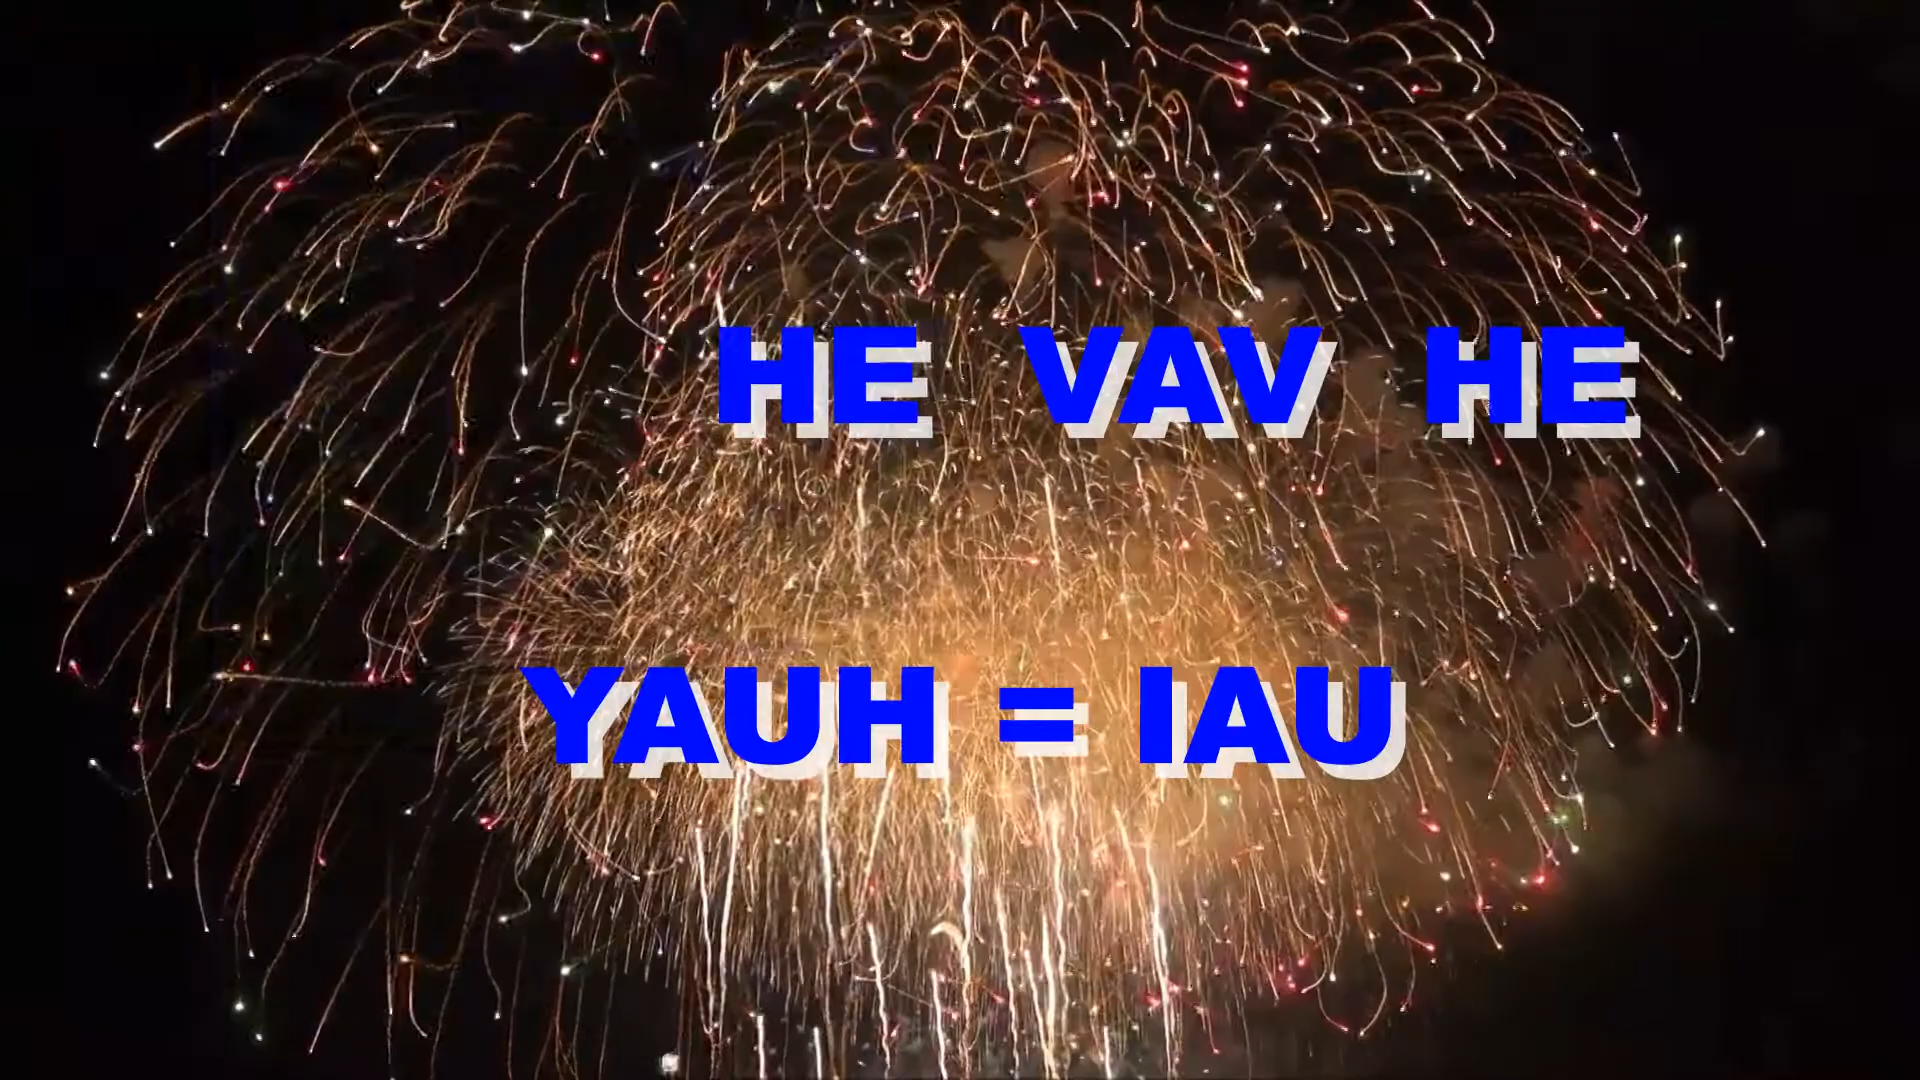 HE VAV HE
YAUH = IAU